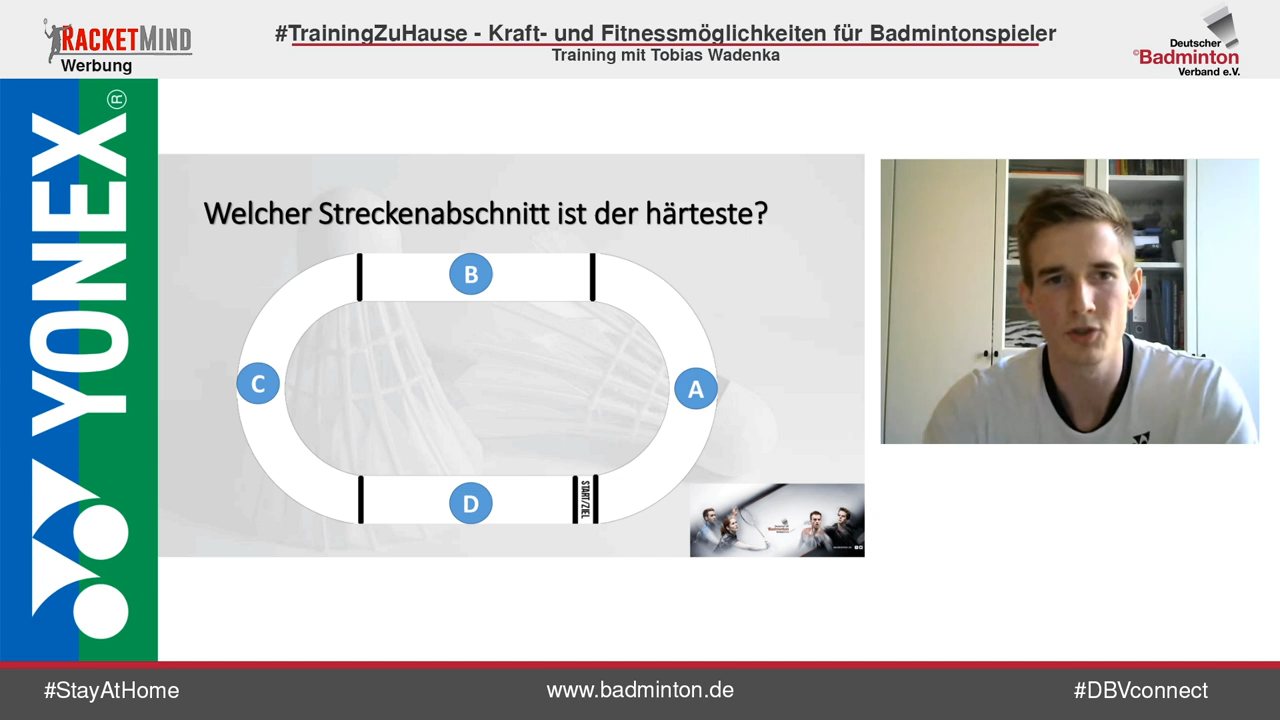 RACKETMIND
Werbung
#TrainingZuHause - Kraft- und Fitnessmöglichkeiten für Badmintonspieler
Training mit Tobias Wadenka
Deutscher
©Badminton
Verband e.V.
YONEX®
Welcher Streckenabschnitt ist der härteste?
B
C
A
D
START/ZIEL
#StayAtHome
www.badminton.de
#DBVconnect